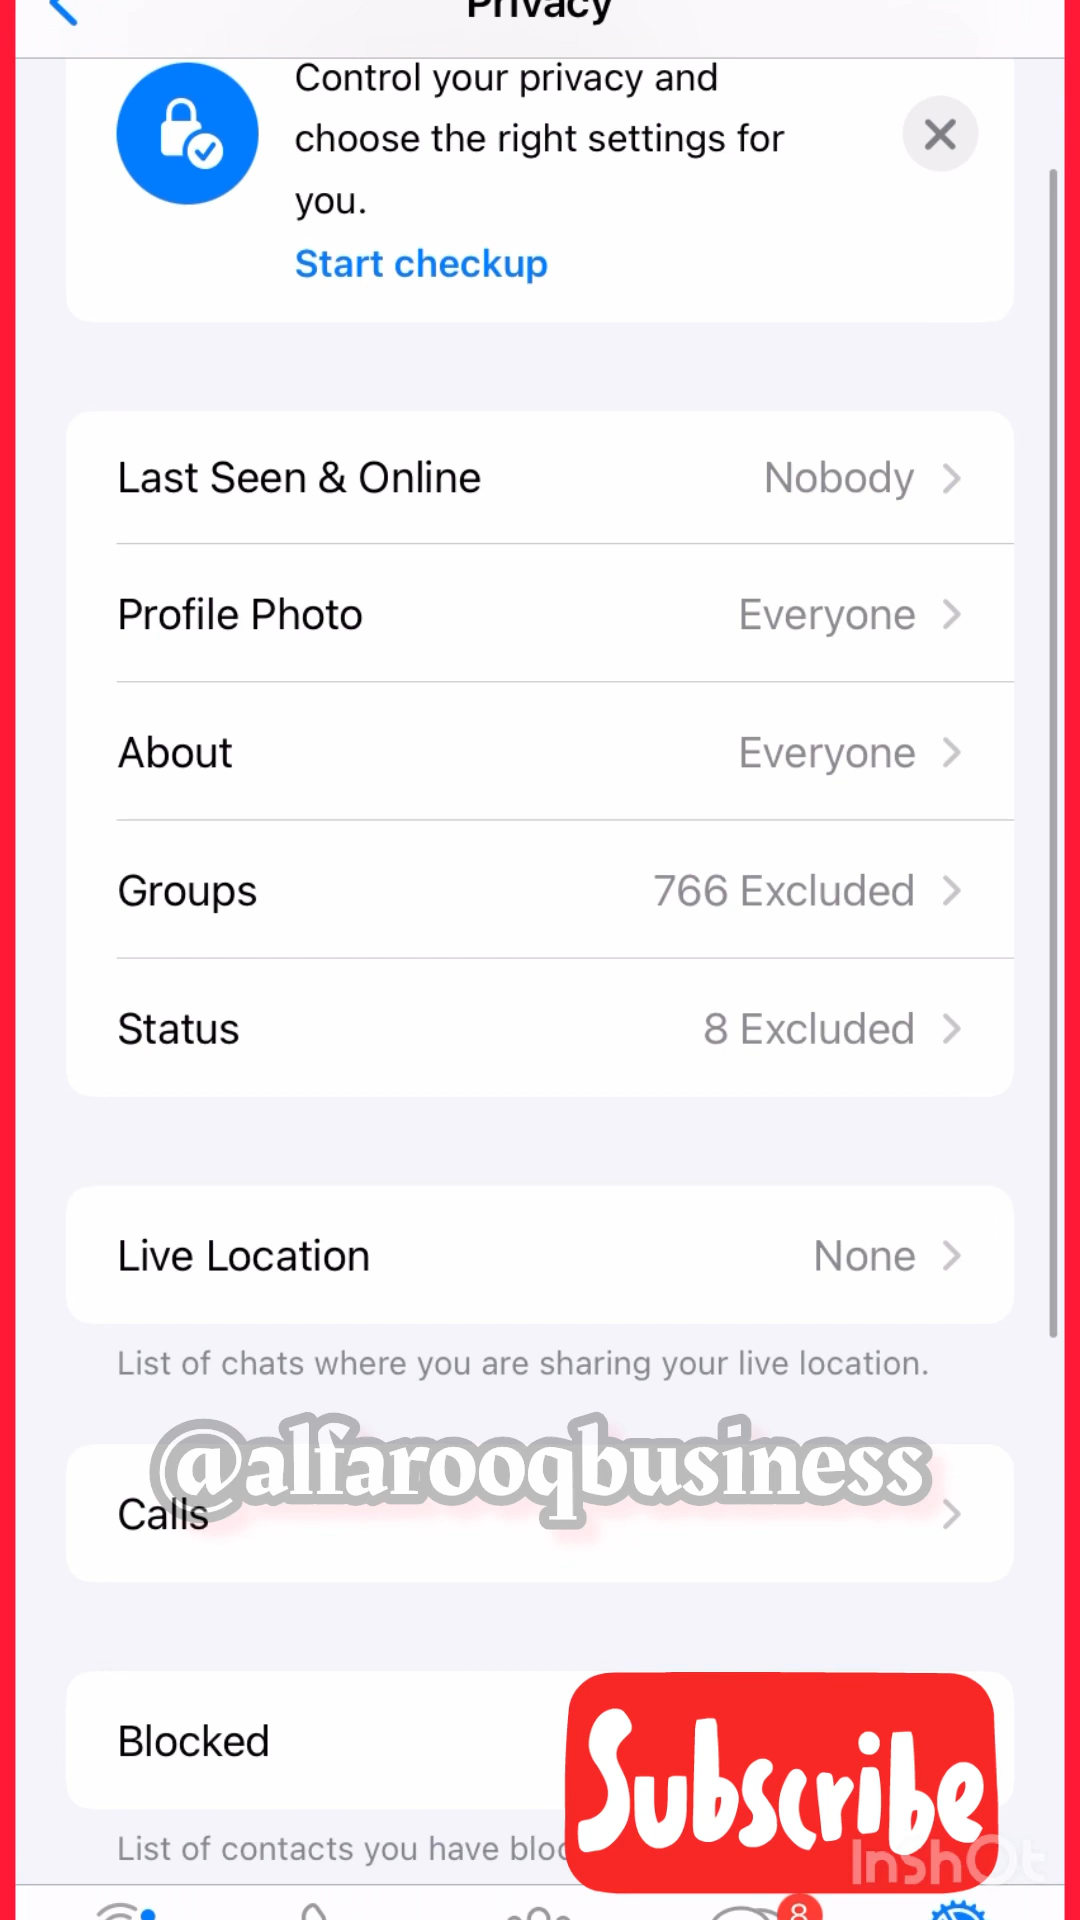 Privacy
Control your privacy and
choose the right settings for
you.
Start checkup
Last Seen & Online Nobody
Profile Photo Everyone
About Everyone
Groups 766 Excluded
Status 8 Excluded
Live Location None
List of chats where you are sharing your live location.
@alfarooqbusiness
Calls
Blocked
Subscribe
List of contacts you have
InShOt
8